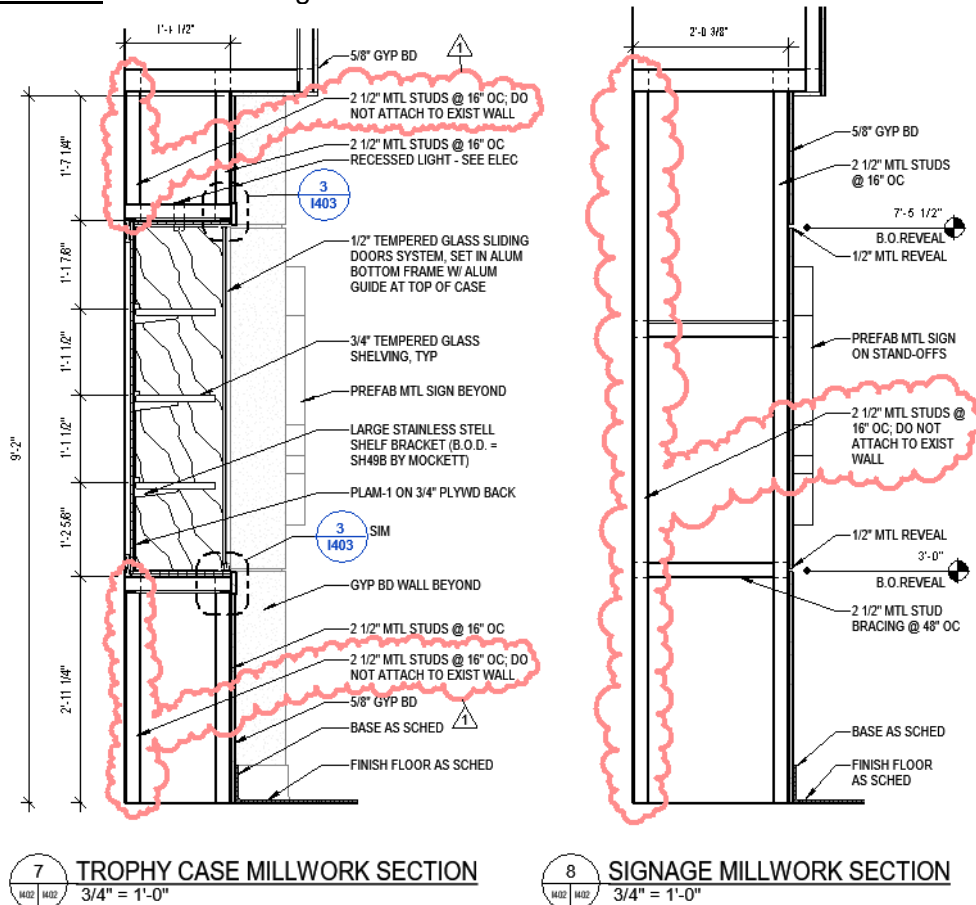 1'-4 1/2"
5/8" GYP BD
1
2 1/2" MTL STUDS @ 16" OC; DO
NOT ATTACH TO EXIST WALL
2 1/2" MTL STUDS @ 16" OC
RECESSED LIGHT - SEE ELEC
3
I403
1/2" TEMPERED GLASS SLIDING
DOORS SYSTEM, SET IN ALUM
BOTTOM FRAME W/ ALUM
GUIDE AT TOP OF CASE
3/4" TEMPERED GLASS
SHELVING, TYP
PREFAB MTL SIGN BEYOND
LARGE STAINLESS STELL
SHELF BRACKET (B.O.D. =
SH49B BY MOCKETT)
PLAM-1 ON 3/4" PLYWD BACK
3
I403
SIM
GYP BD WALL BEYOND
2 1/2" MTL STUDS @ 16" OC
2 1/2" MTL STUDS @ 16" OC; DO
NOT ATTACH TO EXIST WALL
5/8" GYP BD
1
BASE AS SCHED
FINISH FLOOR AS SCHED
9'-2"
1'-7 1/4"
1'-1 7/8"
1'-1 1/2"
1'-1 1/2"
1'-2 5/8"
2'-11 1/4"
7
I402 I402
TROPHY CASE MILLWORK SECTION
3/4" = 1'-0"
2'-0 3/8"
5/8" GYP BD
2 1/2" MTL STUDS
@ 16" OC
7'-5 1/2"
B.O.REVEAL
1/2" MTL REVEAL
PREFAB MTL SIGN
ON STAND-OFFS
2 1/2" MTL STUDS @
16" OC; DO NOT
ATTACH TO EXIST
WALL
1/2" MTL REVEAL
3'-0"
B.O.REVEAL
2 1/2" MTL STUD
BRACING @ 48" OC
BASE AS SCHED
FINISH FLOOR
AS SCHED
8
I402 I402
SIGNAGE MILLWORK SECTION
3/4" = 1'-0"